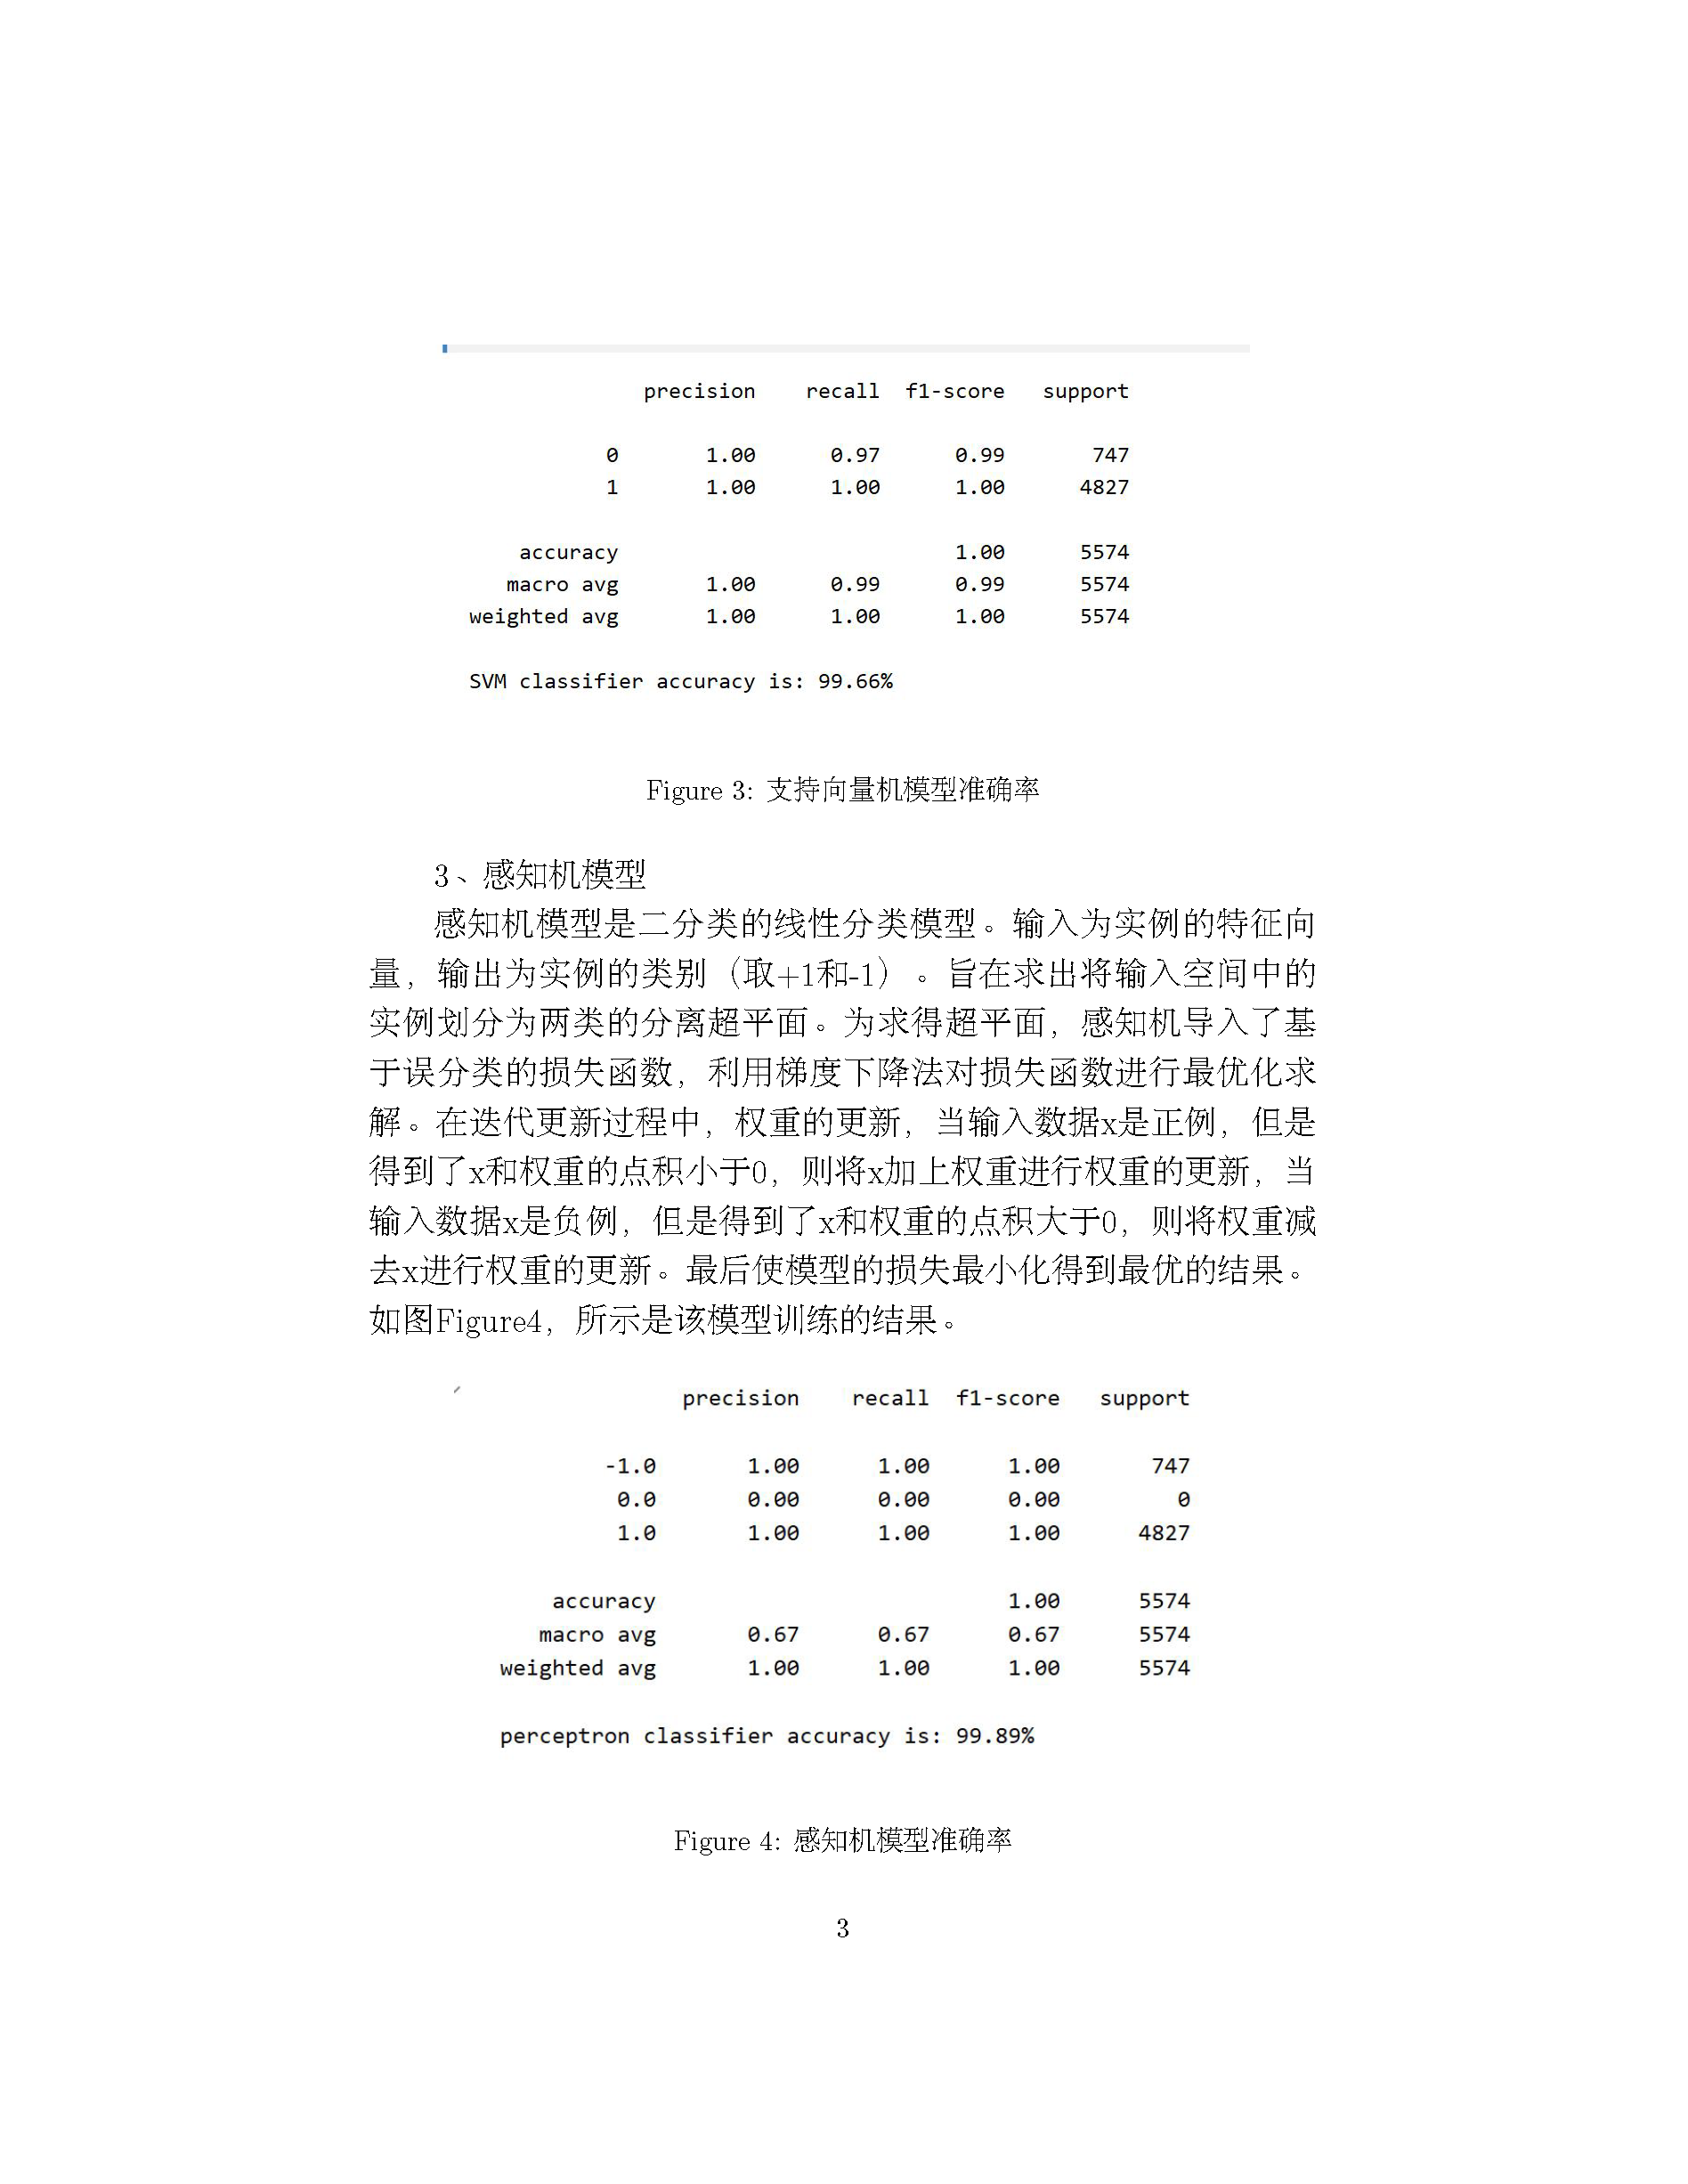 precision recall f1-score support
0 1.00 0.97 0.99 747
1 1.00 1.00 1.00 4827
accuracy 1.00 5574
macro avg 1.00 0.99 0.99 5574
weighted avg 1.00 1.00 1.00 5574
SVM classifier accuracy is: 99.66%
Figure 3: 支持向量机模型准确率
3、感知机模型
感知机模型是二分类的线性分类模型。输入为实例的特征向
量，输出为实例的类别（取+1和-1）。旨在求出将输入空间中的
实例划分为两类的分离超平面。为求得超平面，感知机导入了基
于误分类的损失函数，利用梯度下降法对损失函数进行最优化求
解。在迭代更新过程中，权重的更新，当输入数据x是正例，但是
得到了x和权重的点积小于0，则将x加上权重进行权重的更新，当
输入数据x是负例，但是得到了x和权重的点积大于0，则将权重减
去x进行权重的更新。最后使模型的损失最小化得到最优的结果。
如图Figure4，所示是该模型训练的结果。
precision recall f1-score support
-1.0 1.00 1.00 1.00 747
0.0 0.00 0.00 0.00 0
1.0 1.00 1.00 1.00 4827
accuracy 1.00 5574
macro avg 0.67 0.67 0.67 5574
weighted avg 1.00 1.00 1.00 5574
perceptron classifier accuracy is: 99.89%
Figure 4: 感知机模型准确率
3